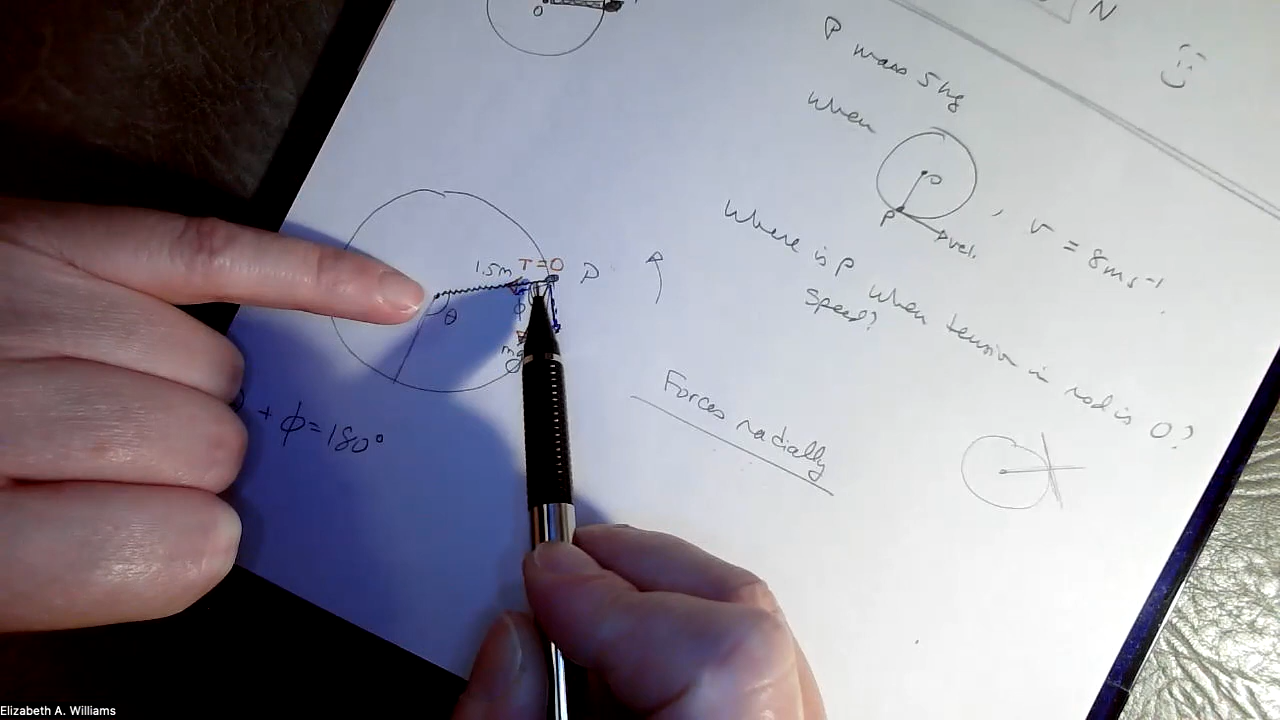 O
N
P mass 5kg
When
O
P
vel.
, v = 8ms⁻¹
Where is P when tension in rod is 0?
Speed?
1.5m
T=0
P
θ
ϕ
mg
+ ϕ=180°
Forces radially
Elizabeth A. Williams